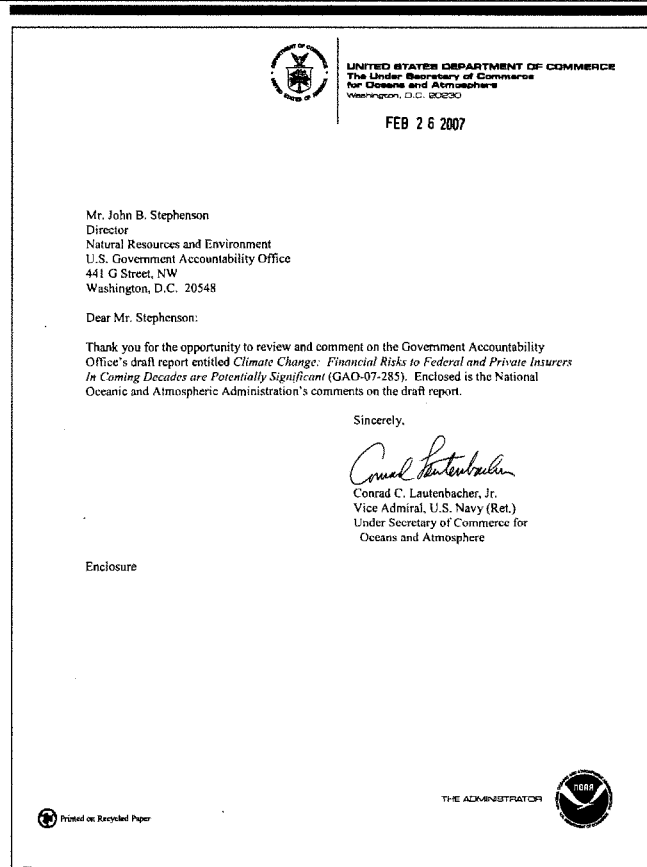 UNITED STATES DEPARTMENT OF COMMERCE
The Under Secretary of Commerce
for Oceans and Atmosphere
Washington, D.C. 20230
FEB 26 2007
Mr. John B. Stephenson
Director
Natural Resources and Environment
U.S. Government Accountability Office
441 G Street, NW
Washington, D.C. 20548
Dear Mr. Stephenson:
Thank you for the opportunity to review and comment on the Government Accountability
Office's draft report entitled Climate Change: Financial Risks to Federal and Private Insurers
In Coming Decades are Potentially Significant (GAO-07-285). Enclosed is the National
Oceanic and Atmospheric Administration's comments on the draft report.
Sincerely,
Conrad Lautenbacher
Conrad C. Lautenbacher, Jr.
Vice Admiral, U.S. Navy (Ret.)
Under Secretary of Commerce for
Oceans and Atmosphere
Enclosure
THE ADMINISTRATOR
NOAA
Printed on Recycled Paper